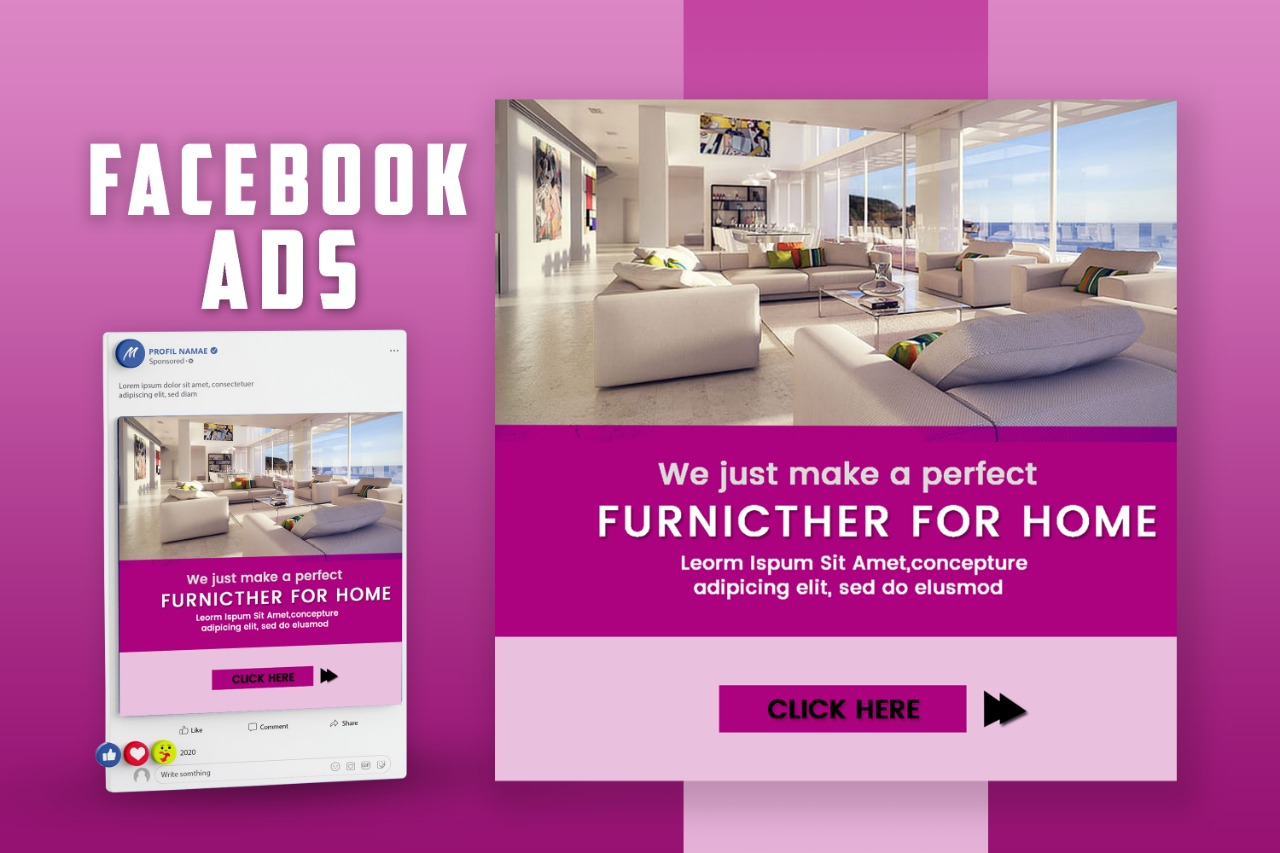 FACEBOOK
ADS
PROFIL NAMAE
Sponsored
Lorem ipsum dolor sit amet, consectetuer
adipiscing elit, sed diam
We just make a perfect
FURNICTHER FOR HOME
Leorm Ispum Sit Amet,concepture
adipicing elit, sed do elusmod
CLICK HERE
Like Comment Share
2020
Write somthing
GIF
We just make a perfect
FURNICTHER FOR HOME
Leorm Ispum Sit Amet,concepture
adipicing elit, sed do elusmod
CLICK HERE